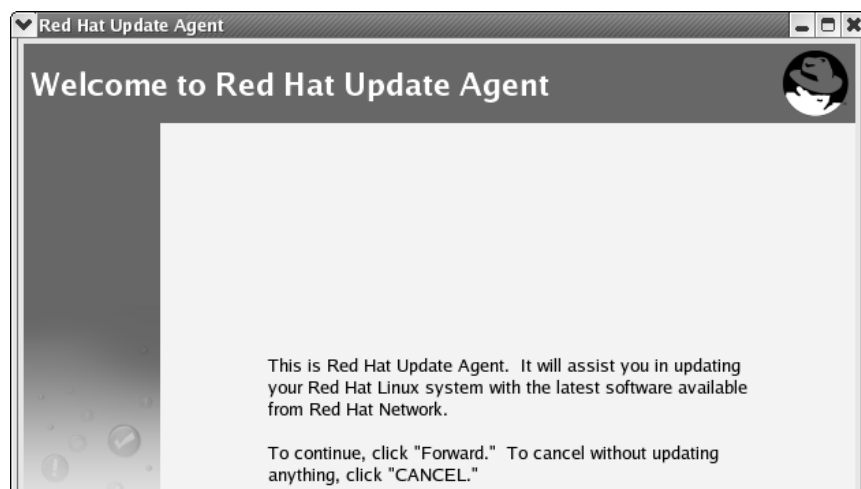 Red Hat Update Agent
Welcome to Red Hat Update Agent
This is Red Hat Update Agent.  It will assist you in updating
your Red Hat Linux system with the latest software available
from Red Hat Network.
To continue, click "Forward."  To cancel without updating
anything, click "CANCEL."